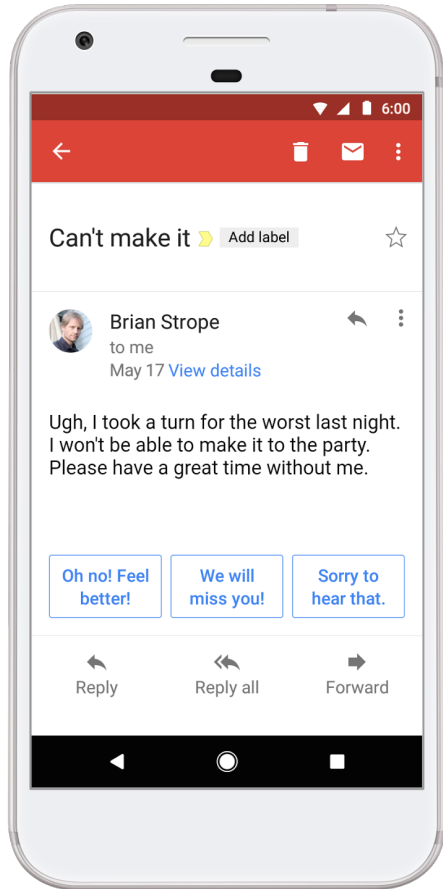 6:00
Can't make it Add label
Brian Strope
to me
May 17 View details
Ugh, I took a turn for the worst last night.
I won't be able to make it to the party.
Please have a great time without me.
Oh no! Feel
better!
We will
miss you!
Sorry to
hear that.
Reply
Reply all
Forward